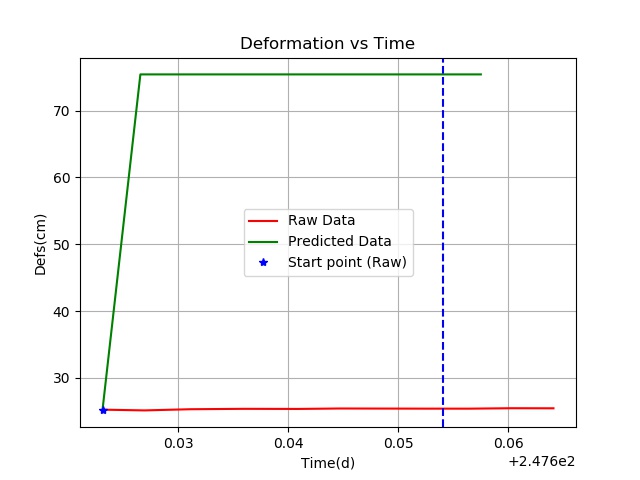 Deformation vs Time
Defs(cm)
70
60
50
40
30
Raw Data
Predicted Data
Start point (Raw)
0.03 0.04 0.05 0.06
Time(d)
+2.476e2